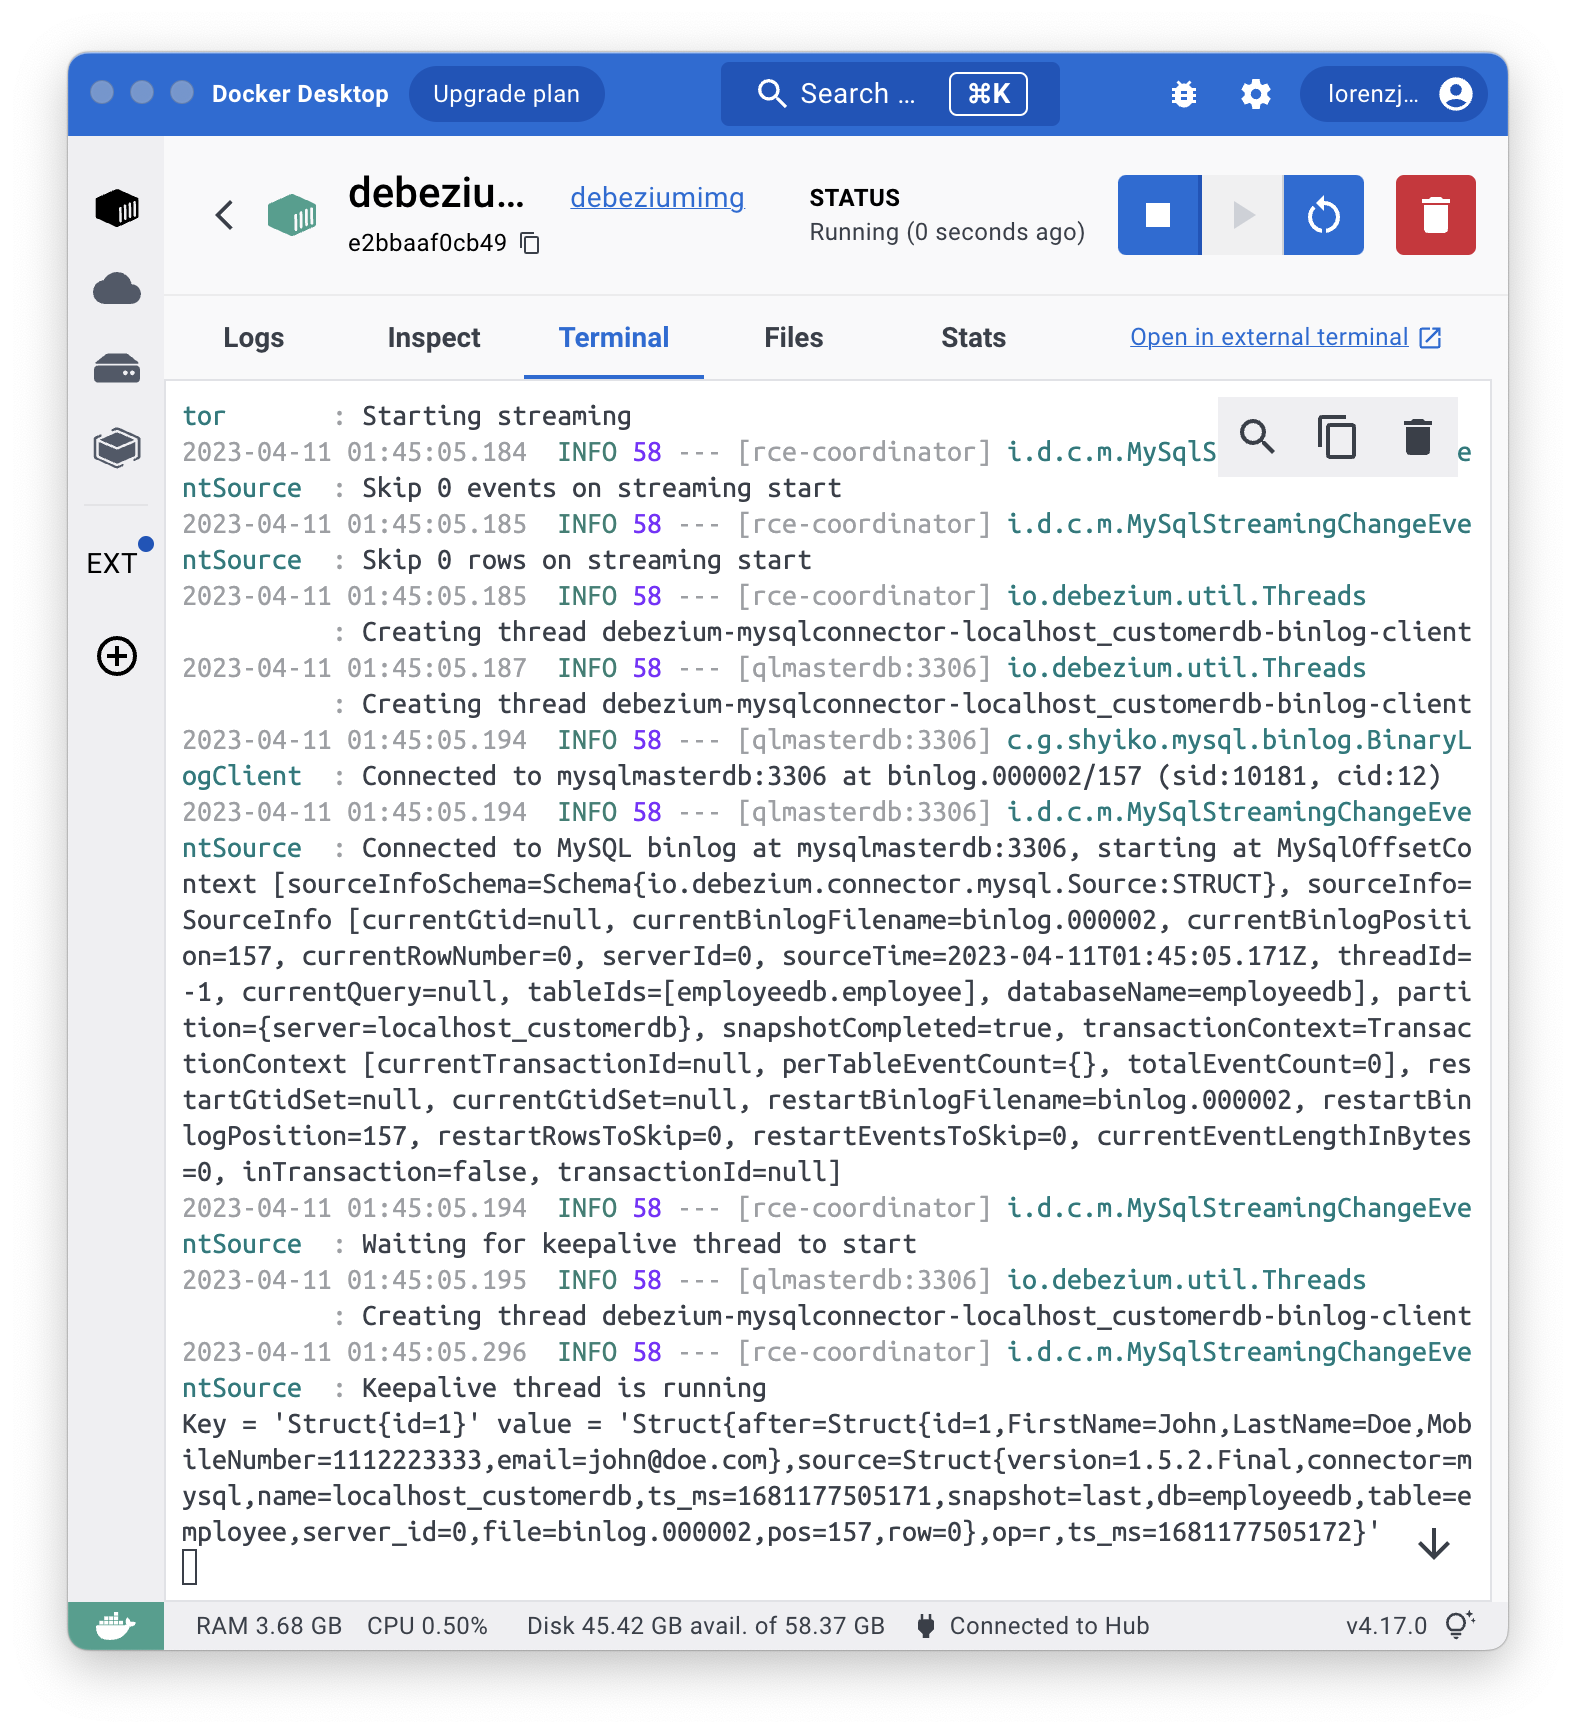 Docker Desktop Upgrade plan Search ... ⌘K lorenzj...
debeziu... debeziumimg STATUS
e2bbaaf0cb49 Running (0 seconds ago)
Logs Inspect Terminal Files Stats Open in external terminal
EXT
tor       : Starting streaming
2023-04-11 01:45:05.184  INFO 58 --- [rce-coordinator] i.d.c.m.MySqlS e
ntSource  : Skip 0 events on streaming start
2023-04-11 01:45:05.185  INFO 58 --- [rce-coordinator] i.d.c.m.MySqlStreamingChangeEve
ntSource  : Skip 0 rows on streaming start
2023-04-11 01:45:05.185  INFO 58 --- [rce-coordinator] io.debezium.util.Threads
          : Creating thread debezium-mysqlconnector-localhost_customerdb-binlog-client
2023-04-11 01:45:05.187  INFO 58 --- [qlmasterdb:3306] io.debezium.util.Threads
          : Creating thread debezium-mysqlconnector-localhost_customerdb-binlog-client
2023-04-11 01:45:05.194  INFO 58 --- [qlmasterdb:3306] c.g.shyiko.mysql.binlog.BinaryL
ogClient  : Connected to mysqlmasterdb:3306 at binlog.000002/157 (sid:10181, cid:12)
2023-04-11 01:45:05.194  INFO 58 --- [qlmasterdb:3306] i.d.c.m.MySqlStreamingChangeEve
ntSource  : Connected to MySQL binlog at mysqlmasterdb:3306, starting at MySqlOffsetCo
ntext [sourceInfoSchema=Schema{io.debezium.connector.mysql.Source:STRUCT}, sourceInfo=
SourceInfo [currentGtid=null, currentBinlogFilename=binlog.000002, currentBinlogPositi
on=157, currentRowNumber=0, serverId=0, sourceTime=2023-04-11T01:45:05.171Z, threadId=
-1, currentQuery=null, tableIds=[employeedb.employee], databaseName=employeedb], parti
tion={server=localhost_customerdb}, snapshotCompleted=true, transactionContext=Transac
tionContext [currentTransactionId=null, perTableEventCount={}, totalEventCount=0], res
tartGtidSet=null, currentGtidSet=null, restartBinlogFilename=binlog.000002, restartBin
logPosition=157, restartRowsToSkip=0, restartEventsToSkip=0, currentEventLengthInBytes
=0, inTransaction=false, transactionId=null]
2023-04-11 01:45:05.194  INFO 58 --- [rce-coordinator] i.d.c.m.MySqlStreamingChangeEve
ntSource  : Waiting for keepalive thread to start
2023-04-11 01:45:05.195  INFO 58 --- [qlmasterdb:3306] io.debezium.util.Threads
          : Creating thread debezium-mysqlconnector-localhost_customerdb-binlog-client
2023-04-11 01:45:05.296  INFO 58 --- [rce-coordinator] i.d.c.m.MySqlStreamingChangeEve
ntSource  : Keepalive thread is running
Key = 'Struct{id=1}' value = 'Struct{after=Struct{id=1,FirstName=John,LastName=Doe,Mob
ileNumber=1112223333,email=john@doe.com},source=Struct{version=1.5.2.Final,connector=m
ysql,name=localhost_customerdb,ts_ms=1681177505171,snapshot=last,db=employeedb,table=e
mployee,server_id=0,file=binlog.000002,pos=157,row=0},op=r,ts_ms=1681177505172}'
RAM 3.68 GB CPU 0.50% Disk 45.42 GB avail. of 58.37 GB Connected to Hub v4.17.0